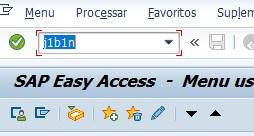 Menu Processar Favoritos Suplem
j1b1n
SAP Easy Access - Menu us